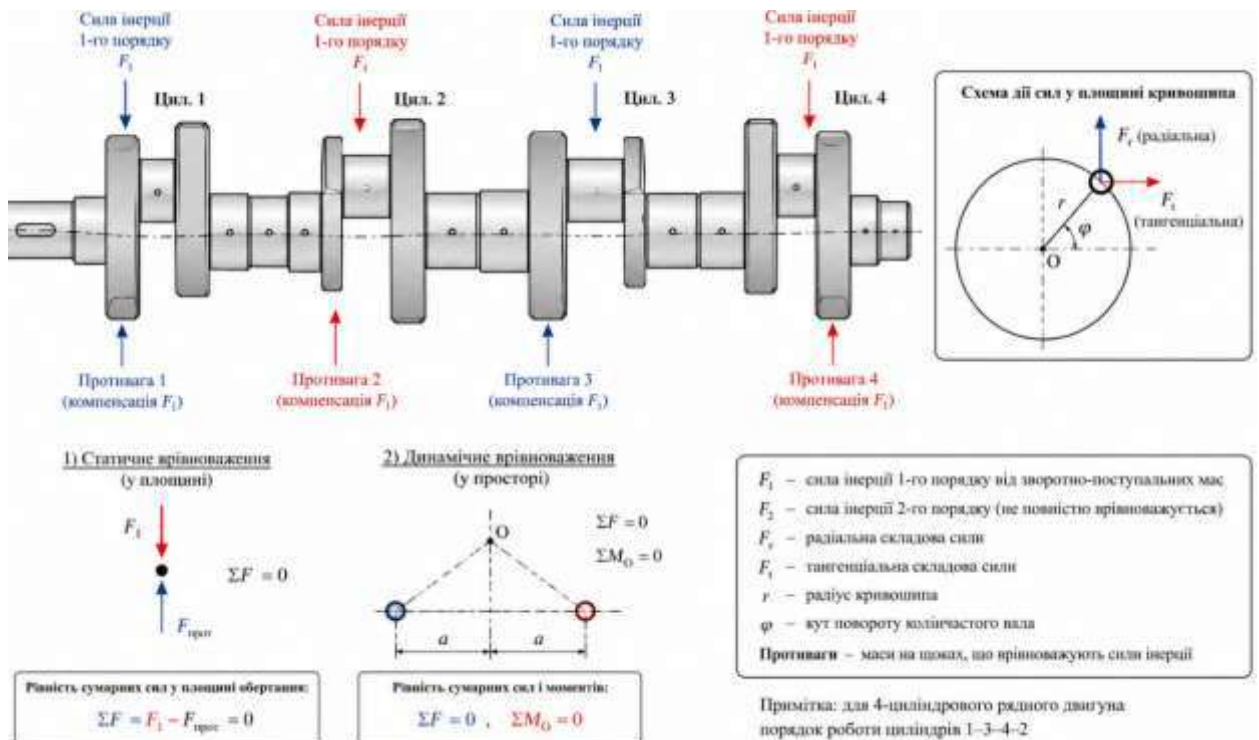 Сила інерції
1-го порядку
F₁
Сила інерції
1-го порядку
F₁
Сила інерції
1-го порядку
F₁
Сила інерції
1-го порядку
F₁
Цил. 1
Цил. 2
Цил. 3
Цил. 4
Противага 1
(компенсація F₁)
Противага 2
(компенсація F₁)
Противага 3
(компенсація F₁)
Противага 4
(компенсація F₁)
Схема дії сил у площині кривошипа
Fᵣ (радіальна)
Fₜ
(тангенціальна)
r
φ
O
1) Статичне врівноваження
(у площині)
F₁
ΣF = 0
Fпрот
Рівність сумарних сил у площині обертання:
ΣF = F₁ − Fпрот = 0
2) Динамічне врівноваження
(у просторі)
O
ΣF = 0
ΣM_O = 0
a
a
Рівність сумарних сил і моментів:
ΣF = 0 , ΣM_O = 0
F₁ – сила інерції 1-го порядку від зворотно-поступальних мас
F₂ – сила інерції 2-го порядку (не повністю врівноважується)
Fᵣ – радіальна складова сили
Fₜ – тангенціальна складова сили
r – радіус кривошипа
φ – кут повороту колінчастого вала
Противаги – маси на щоках, що врівноважують сили інерції
Примітка: для 4-циліндрового рядного двигуна
порядок роботи циліндрів 1–3–4–2